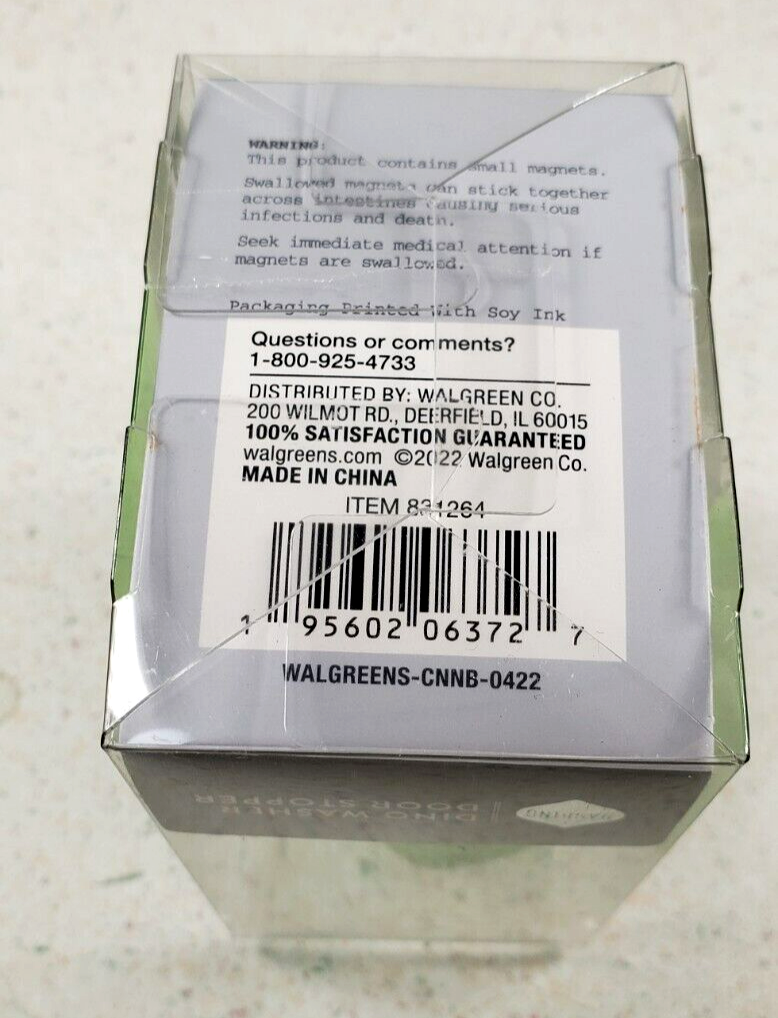 WARNING:
This product contains small magnets.
Swallowed magnets can stick together
across intestines causing serious
infections and death.
Seek immediate medical attention if
magnets are swallowed.
Packaging Printed With Soy Ink
Questions or comments?
1-800-925-4733
DISTRIBUTED BY: WALGREEN CO.
200 WILMOT RD., DEERFIELD, IL 60015
100% SATISFACTION GUARANTEED
walgreens.com ©2022 Walgreen Co.
MADE IN CHINA
ITEM 831264
1 95602 06372 7
WALGREENS-CNNB-0422
DINO WASHER
DOOR STOPPER